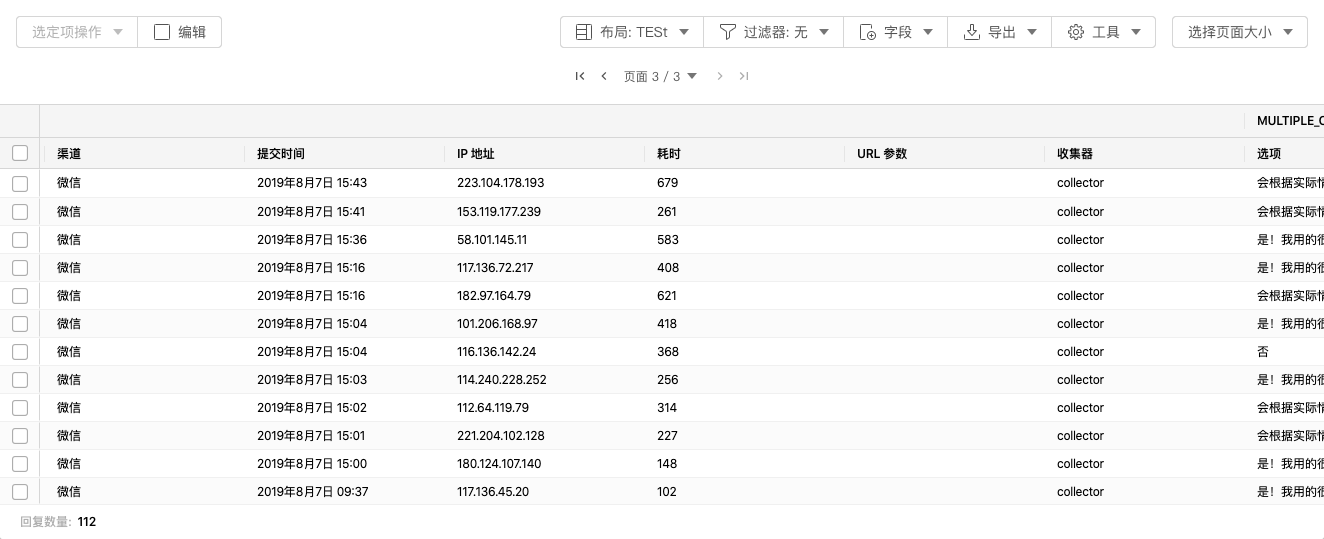 选定项操作 编辑 布局: TESt 过滤器: 无 字段 导出 工具 选择页面大小
页面 3 / 3
MULTIPLE_C
渠道 提交时间 IP 地址 耗时 URL 参数 收集器 选项
微信 2019年8月7日 15:43 223.104.178.193 679 collector 会根据实际情
微信 2019年8月7日 15:41 153.119.177.239 261 collector 会根据实际情
微信 2019年8月7日 15:36 58.101.145.11 583 collector 是！我用的很
微信 2019年8月7日 15:16 117.136.72.217 408 collector 是！我用的很
微信 2019年8月7日 15:16 182.97.164.79 621 collector 会根据实际情
微信 2019年8月7日 15:04 101.206.168.97 418 collector 是！我用的很
微信 2019年8月7日 15:04 116.136.142.24 368 collector 否
微信 2019年8月7日 15:03 114.240.228.252 256 collector 是！我用的很
微信 2019年8月7日 15:02 112.64.119.79 314 collector 会根据实际情
微信 2019年8月7日 15:01 221.204.102.128 227 collector 会根据实际情
微信 2019年8月7日 15:00 180.124.107.140 148 collector 是！我用的很
微信 2019年8月7日 09:37 117.136.45.20 102 collector 是！我用的很
回复数量: 112